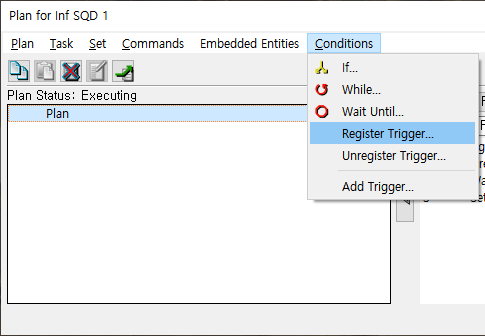 Plan for Inf SQD 1
Plan Task Set Commands Embedded Entities Conditions
If...
While...
Wait Until...
Register Trigger...
Unregister Trigger...
Add Trigger...
Plan Status: Executing
Plan